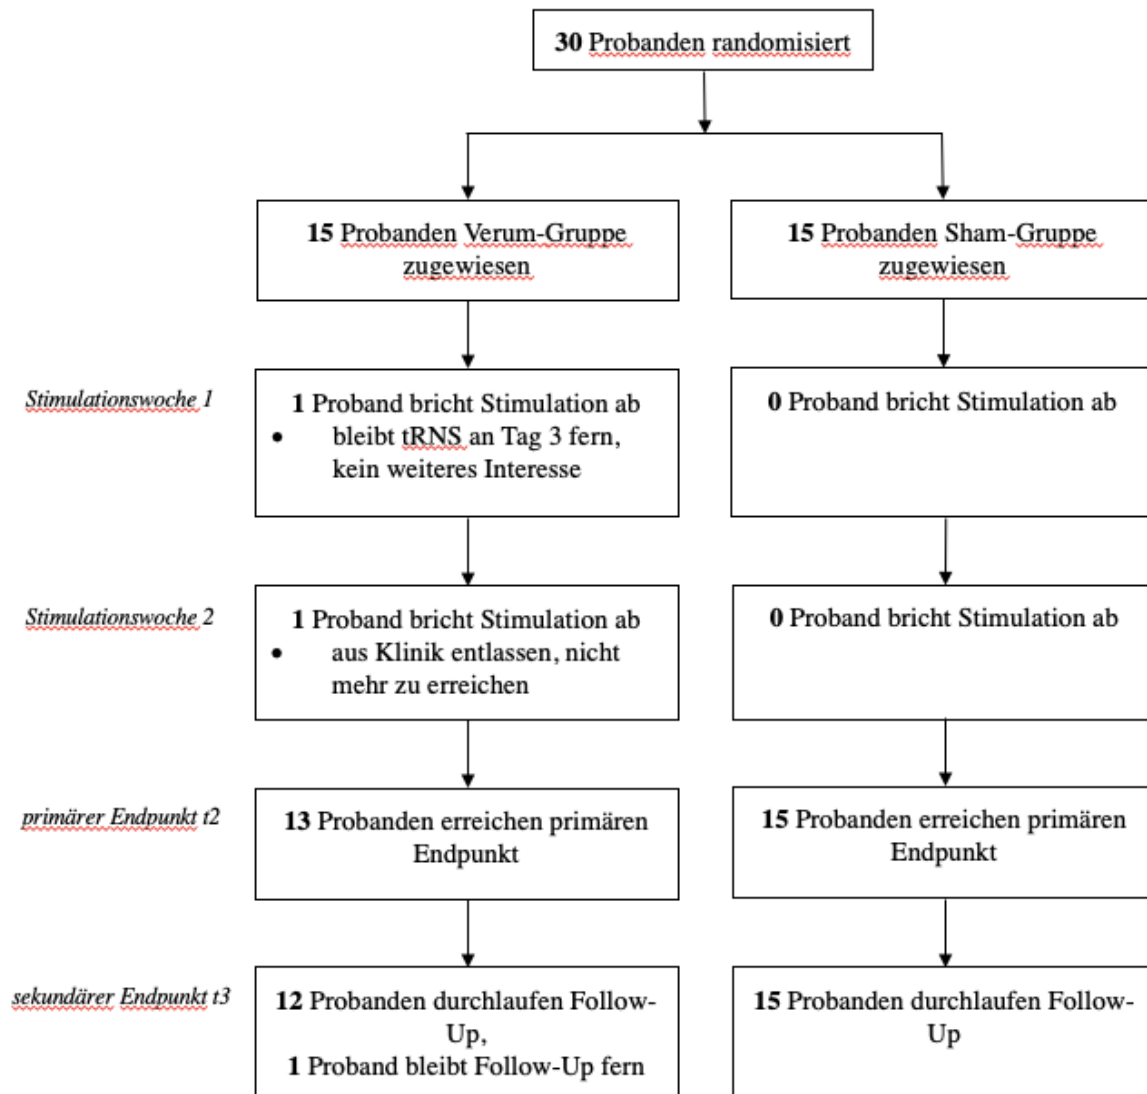 30 Probanden randomisiert
15 Probanden Verum-Gruppe
zugewiesen
15 Probanden Sham-Gruppe
zugewiesen
Stimulationswoche 1
1 Proband bricht Stimulation ab
• bleibt tRNS an Tag 3 fern,
kein weiteres Interesse
0 Proband bricht Stimulation ab
Stimulationswoche 2
1 Proband bricht Stimulation ab
• aus Klinik entlassen, nicht
mehr zu erreichen
0 Proband bricht Stimulation ab
primärer Endpunkt t2
13 Probanden erreichen primären
Endpunkt
15 Probanden erreichen primären
Endpunkt
sekundärer Endpunkt t3
12 Probanden durchlaufen Follow-
Up,
1 Proband bleibt Follow-Up fern
15 Probanden durchlaufen Follow-
Up